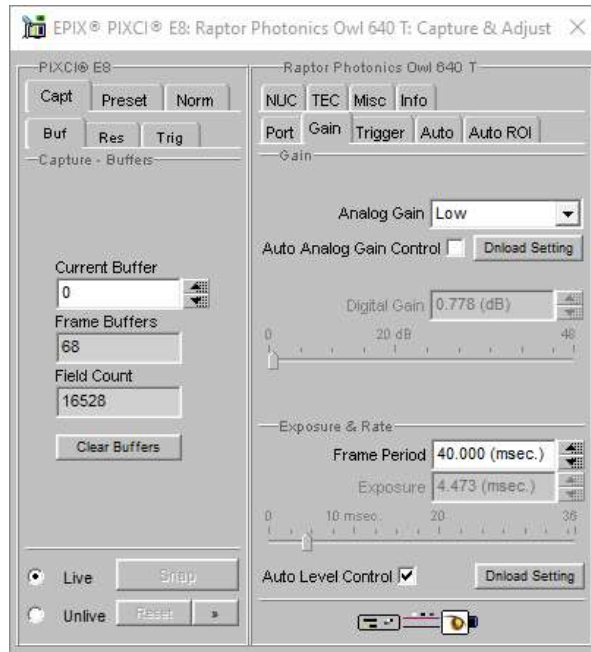 EPIX® PIXCI® E8: Raptor Photonics Owl 640 T: Capture & Adjust
PIXCI® E8
Capt Preset Norm
Buf Res Trig
Capture - Buffers
Current Buffer
0
Frame Buffers
68
Field Count
16528
Clear Buffers
Live Snap
Unlive Reset »
Raptor Photonics Owl 640 T
NUC TEC Misc Info
Port Gain Trigger Auto Auto ROI
Gain
Analog Gain Low
Auto Analog Gain Control Dnload Setting
Digital Gain 0.778 (dB)
0 20 dB 48
Exposure & Rate
Frame Period 40.000 (msec.)
Exposure 4.473 (msec.)
0 10 msec. 20 36
Auto Level Control Dnload Setting